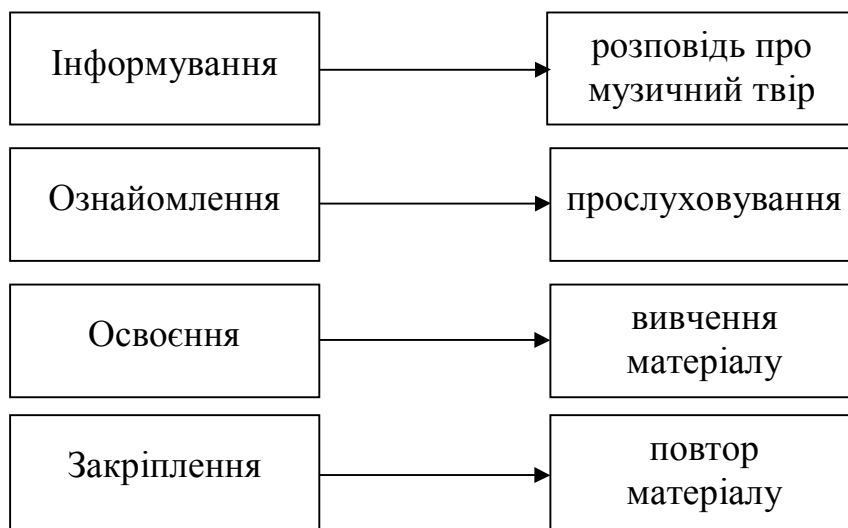 Інформування
розповідь про
музичний твір
Ознайомлення
прослуховування
Освоєння
вивчення
матеріалу
Закріплення
повтор
матеріалу